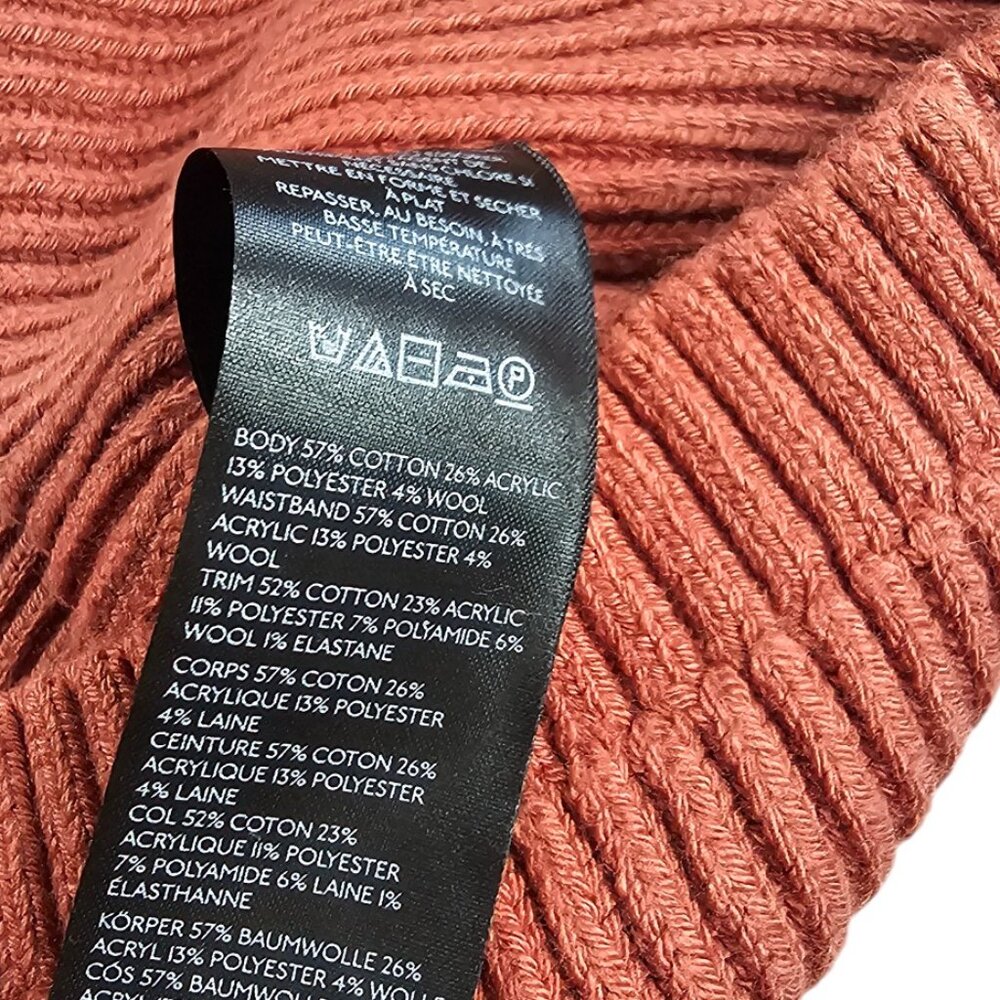 CHLORE SI
METTRE EN FORME ET SECHER
À PLAT
REPASSER, AU BESOIN, À TRÈS
BASSE TEMPÉRATURE
PEUT-ÊTRE ÊTRE NETTOYÉE
À SEC
P
BODY 57% COTTON 26% ACRYLIC
13% POLYESTER 4% WOOL
WAISTBAND 57% COTTON 26%
ACRYLIC 13% POLYESTER 4%
WOOL
TRIM 52% COTTON 23% ACRYLIC
11% POLYESTER 7% POLYAMIDE 6%
WOOL 1% ELASTANE
CORPS 57% COTON 26%
ACRYLIQUE 13% POLYESTER
4% LAINE
CEINTURE 57% COTON 26%
ACRYLIQUE 13% POLYESTER
4% LAINE
COL 52% COTON 23%
ACRYLIQUE 11% POLYESTER
7% POLYAMIDE 6% LAINE 1%
ÉLASTHANNE
KÖRPER 57% BAUMWOLLE 26%
ACRYL 13% POLYESTER 4% WOLLE
CÓS 57% BAUMWOLLE